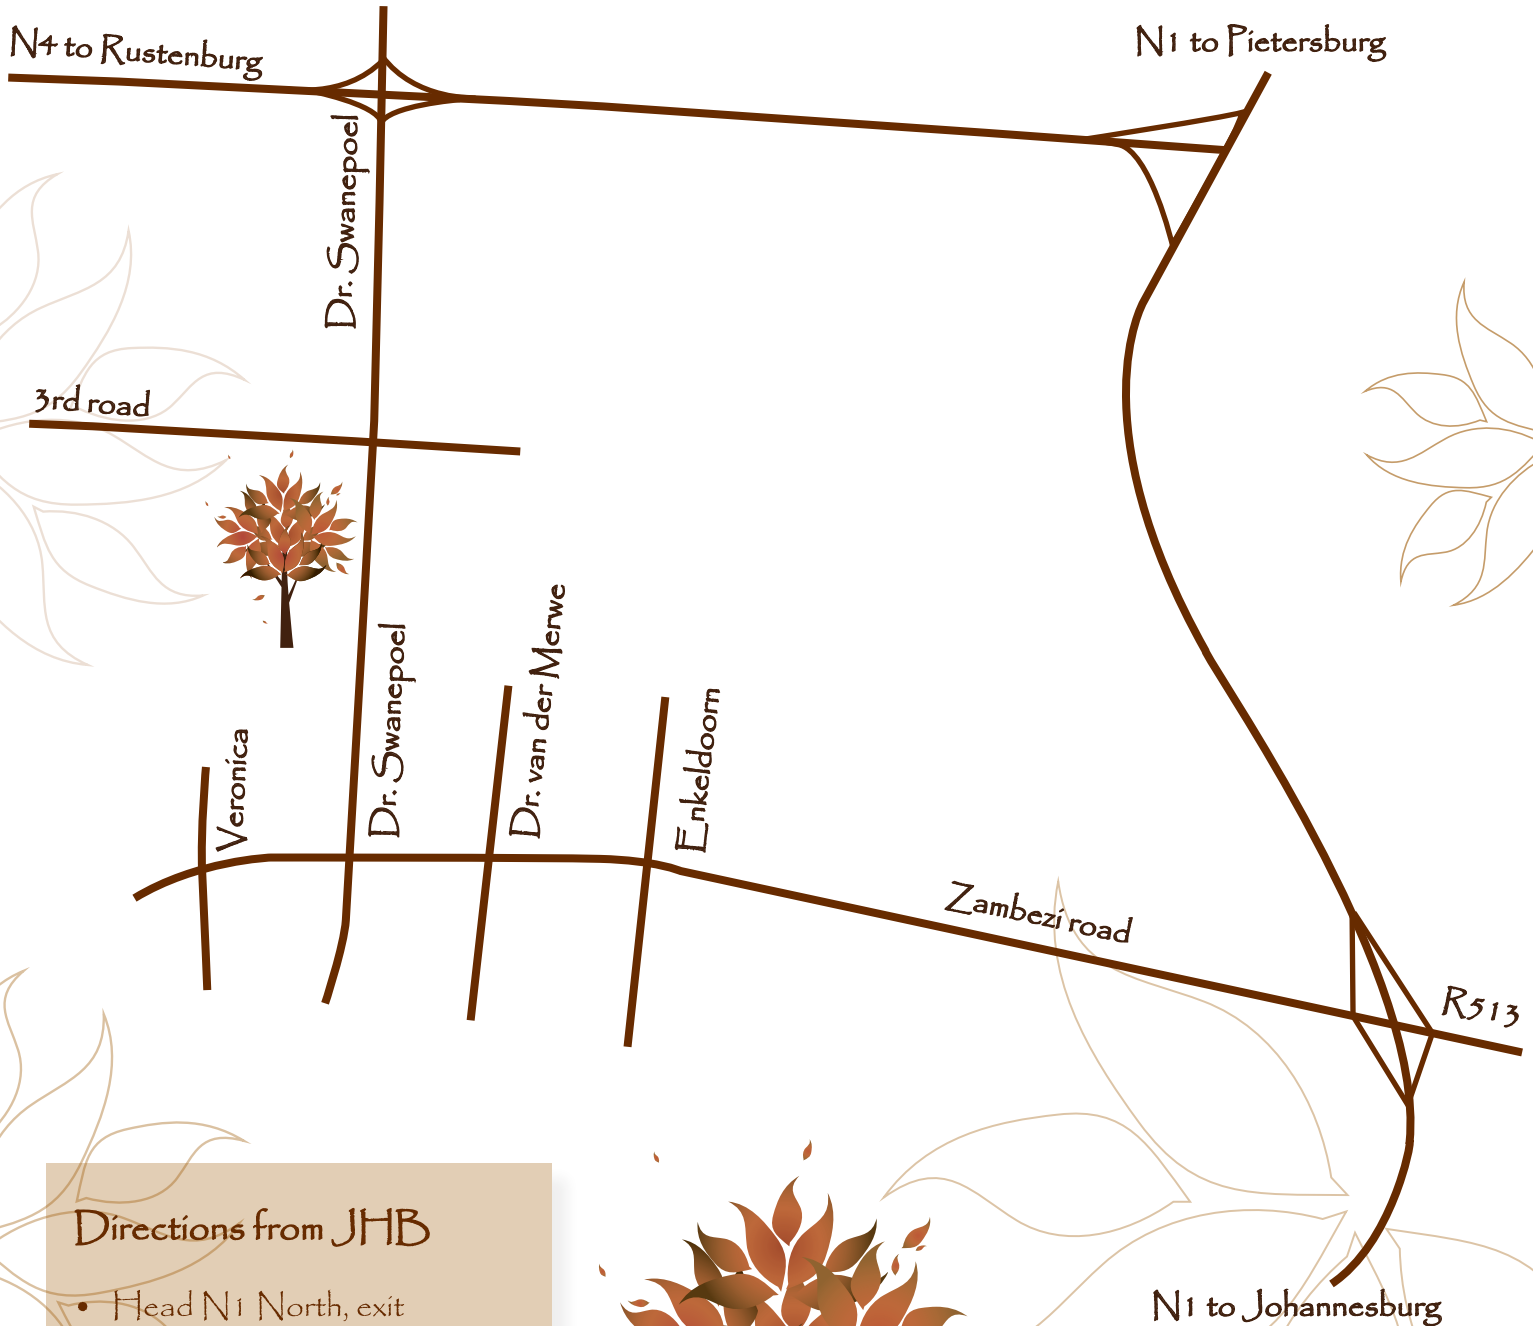 N4 to Rustenburg
N1 to Pietersburg
Dr. Swanepoel
3rd road
Dr. Swanepoel
Dr. van der Merwe
Veronica
Enkeldoorn
Zambezi road
R513
Directions from JHB
• Head N1 North, exit
N1 to Johannesburg